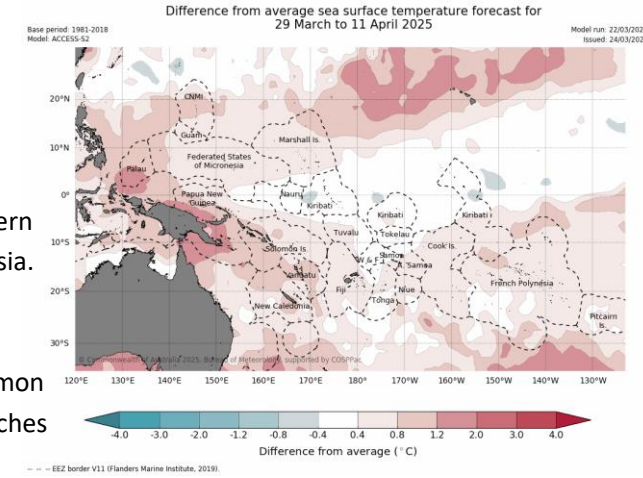 Difference from average sea surface temperature forecast for
29 March to 11 April 2025
Base period: 1981-2018
Model: ACCESS-S2
Model run: 22/03/202
Issued: 24/03/202
ern
sia.
mon
ches
20°N
10°N
0°
10°S
20°S
30°S
CNMI
Guam
Marshall Is.
Federated States
of Micronesia
Palau
Papua New
Guinea
Nauru
Kiribati
Kiribati
Kiribati
Tuvalu
Tokelau
Solomon Is.
Cook Is.
W & F
Samoa
A. Samoa
Vanuatu
Fiji
Niue
French Polynesia
Tonga
New Caledonia
Pitcairn
Is.
© Commonwealth of Australia 2025, Bureau of Meteorology, supported by COSPPac
120°E 130°E 140°E 150°E 160°E 170°E 180° 170°W 160°W 150°W 140°W 130°W
-4.0 -3.0 -2.0 -1.2 -0.8 -0.4 0.4 0.8 1.2 2.0 3.0 4.0
Difference from average (°C)
— — — EEZ border V11 (Flanders Marine Institute, 2019).